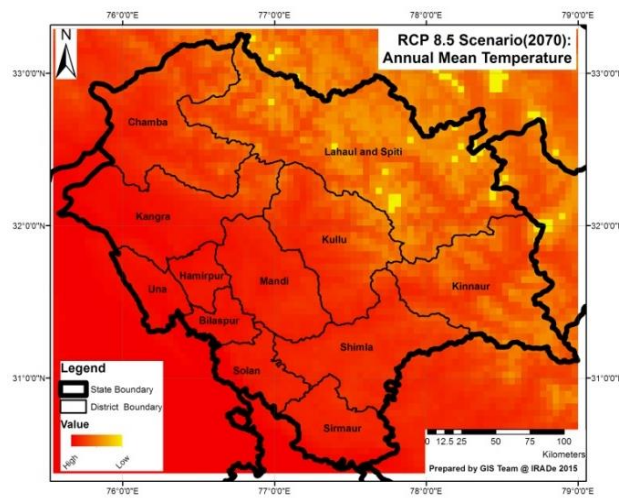 76°0'0"E 77°0'0"E 78°0'0"E 79°0'0"E
N
RCP 8.5 Scenario(2070):
Annual Mean Temperature
33°0'0"N
33°0'0"N
Chamba
Lahaul and Spiti
32°0'0"N
32°0'0"N
Kangra
Kullu
Una
Hamirpur
Mandi
Kinnaur
Bilaspur
Shimla
31°0'0"N
31°0'0"N
Solan
Sirmaur
Legend
State Boundary
District Boundary
Value
High
Low
0 12.5 25 50 75 100
Kilometers
Prepared by GIS Team @ IRADe 2015
76°0'0"E 77°0'0"E 78°0'0"E 79°0'0"E